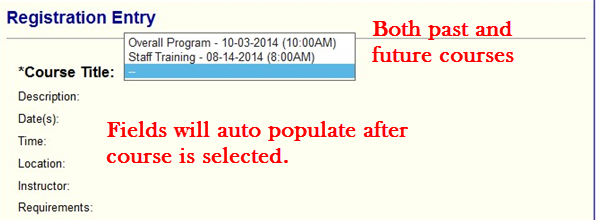 Registration Entry
Both past and
future courses
Overall Program - 10-03-2014 (10:00AM)
Staff Training - 08-14-2014 (8:00AM)
*Course Title: --
Description:
Date(s):
Fields will auto populate after
course is selected.
Time:
Location:
Instructor:
Requirements: